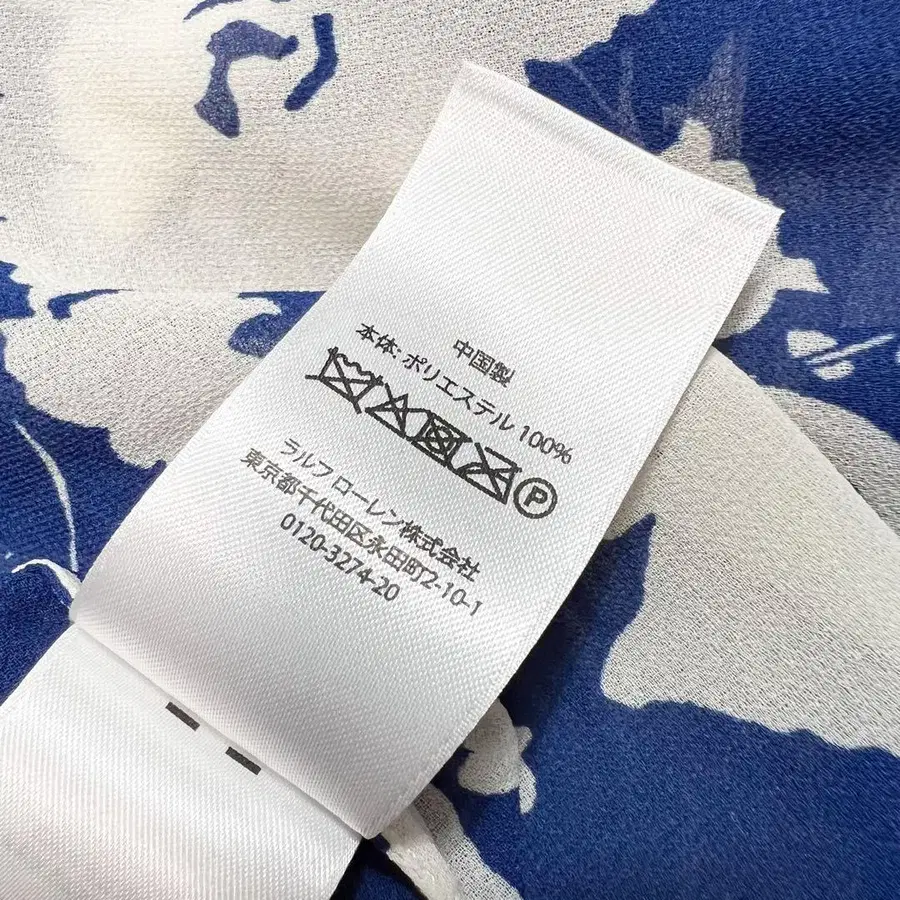 中国製
本体: ポリエステル 100%
P
ラルフ ローレン株式会社
東京都千代田区永田町2-10-1
0120-3274-20